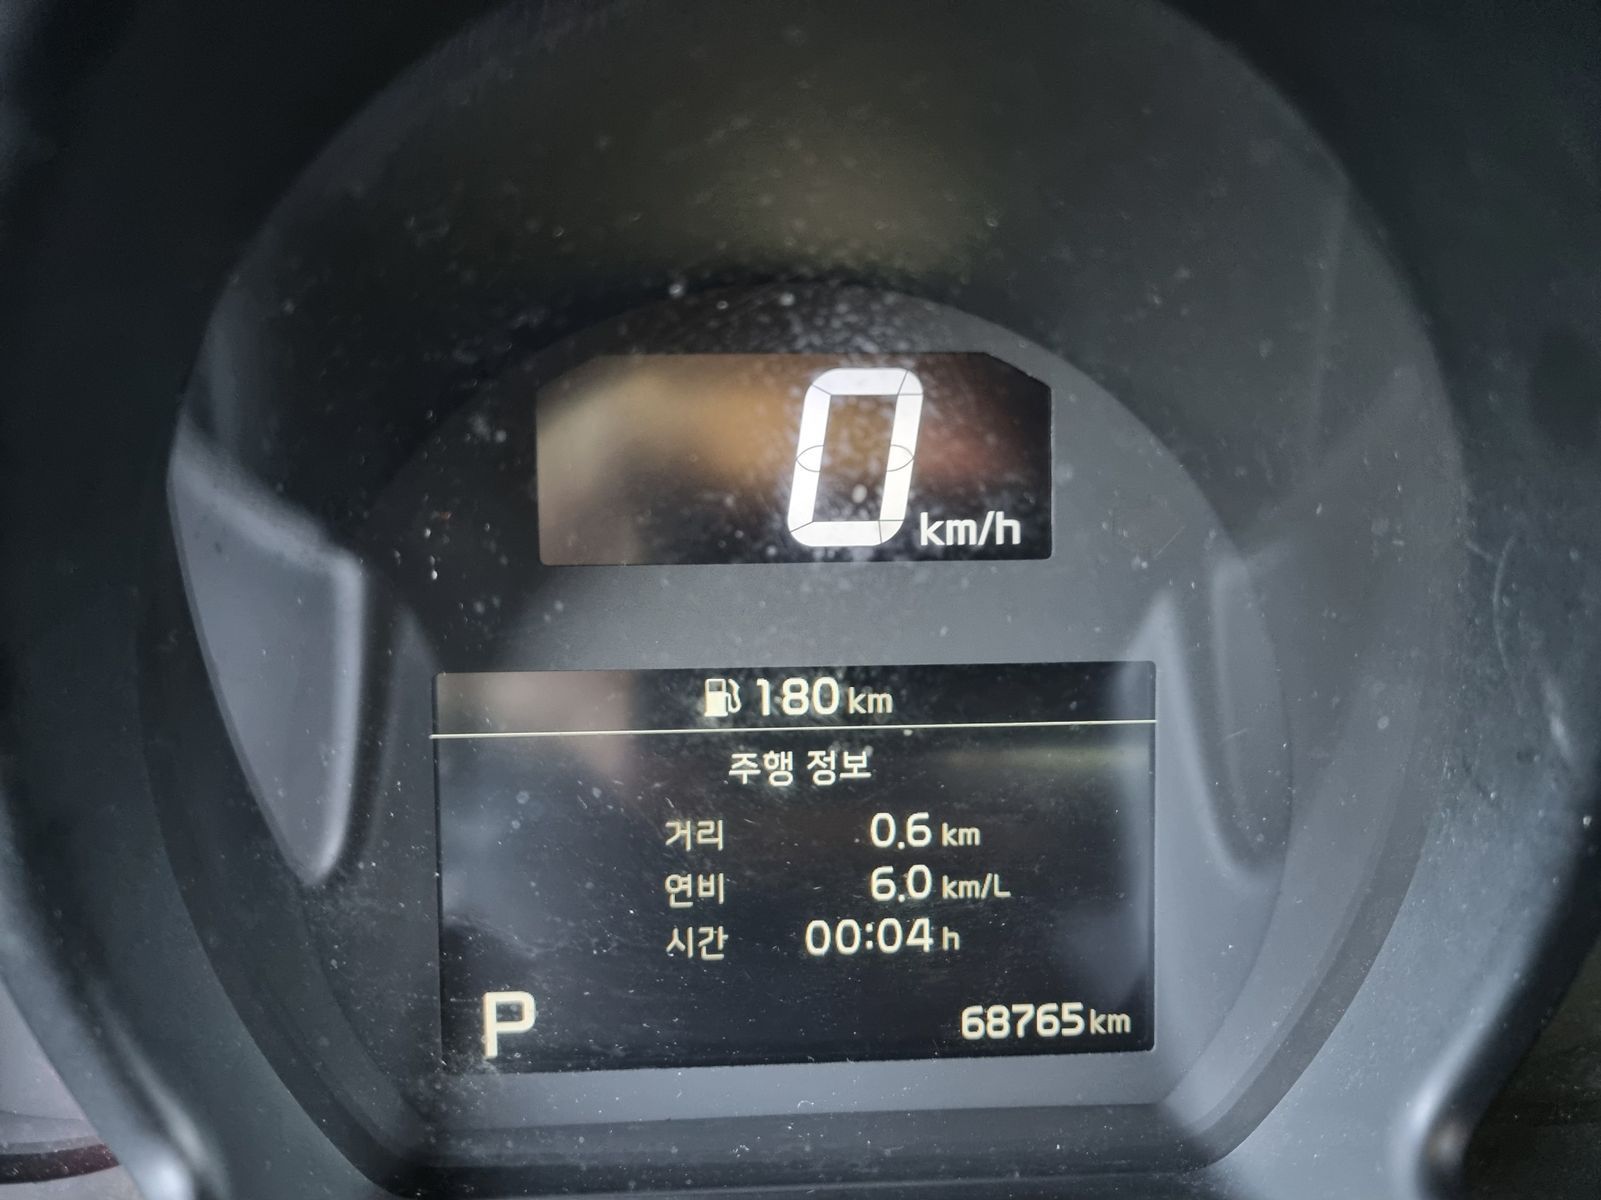 0 km/h
180 km
주행 정보
거리 0.6 km
연비 6.0 km/L
시간 00:04 h
P 68765 km